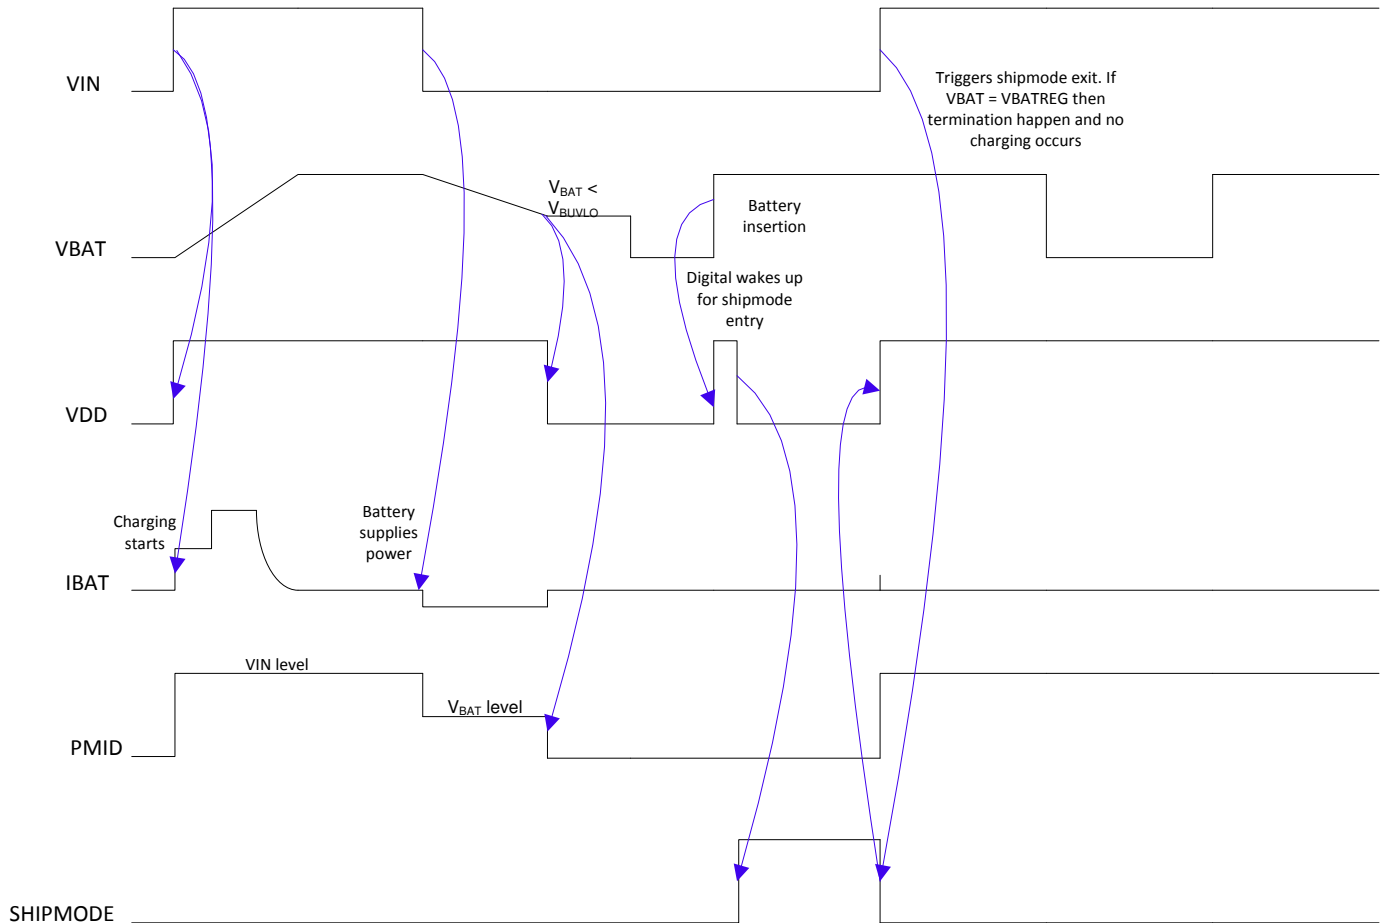 VIN
Triggers shipmode exit. If
VBAT = VBATREG then
termination happen and no
charging occurs
VBAT
VBAT <
VBUVLO
Battery
insertion
Digital wakes up
for shipmode
entry
VDD
Charging
starts
Battery
supplies
power
IBAT
VIN level
VBAT level
PMID
SHIPMODE